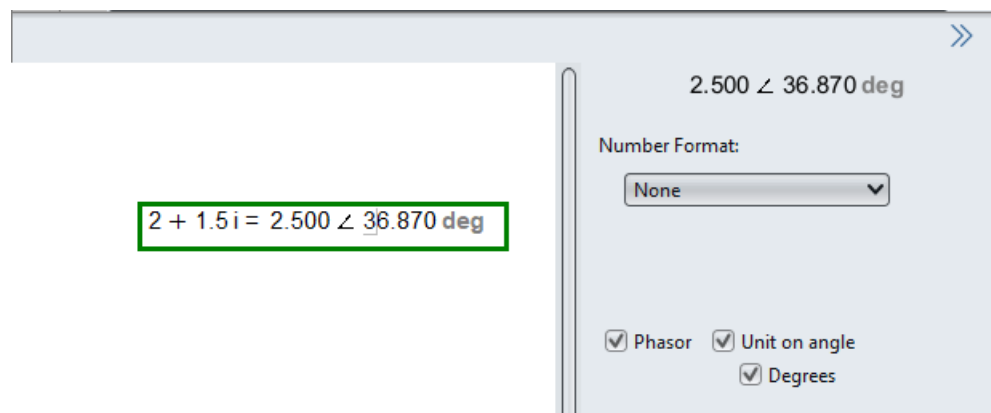 2 + 1.5 i = 2.500 ∠ 36.870 deg
2.500 ∠ 36.870 deg
Number Format:
None
Phasor Unit on angle
Degrees